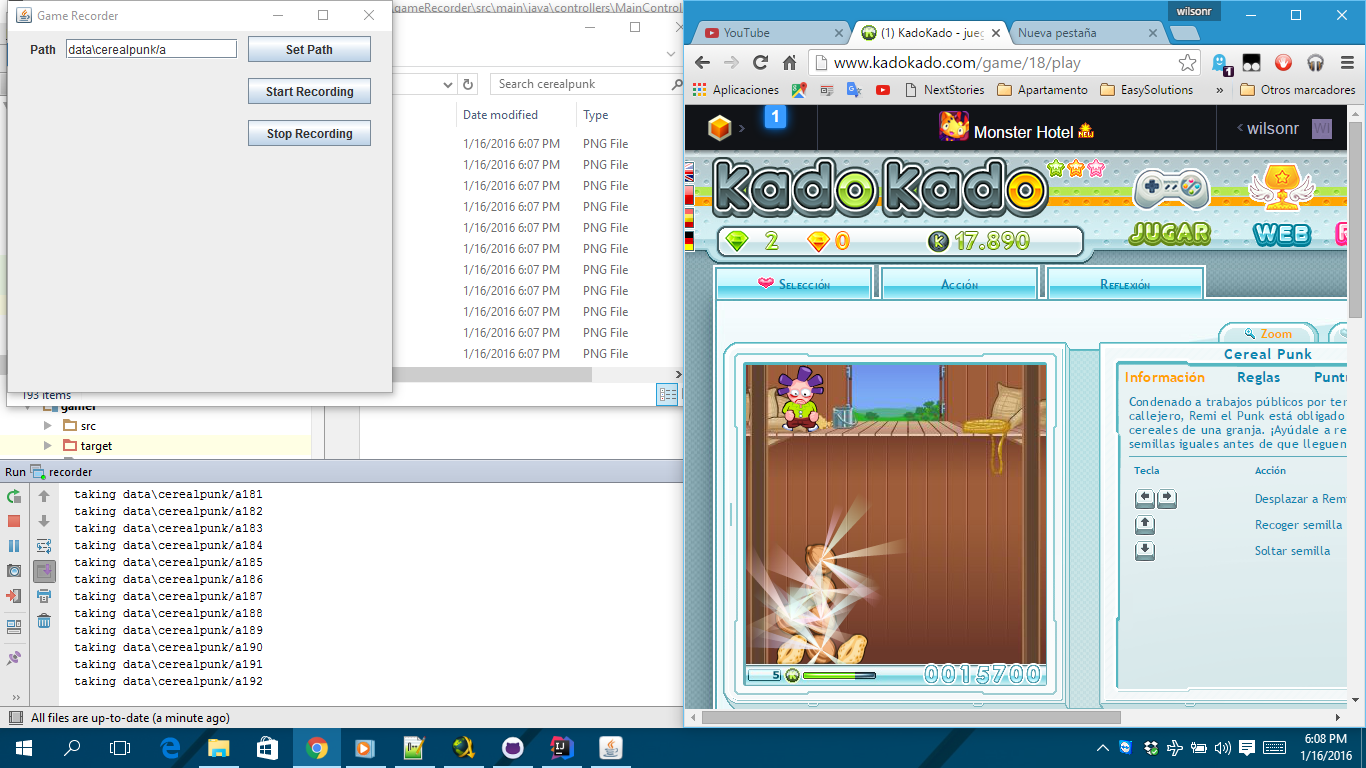 Game Recorder
Path data\cerealpunk/a Set Path
Start Recording
Stop Recording
gameRecorder\src\main\java\controllers\MainControl
Search cerealpunk
Date modified Type
1/16/2016 6:07 PM PNG File
1/16/2016 6:07 PM PNG File
1/16/2016 6:07 PM PNG File
1/16/2016 6:07 PM PNG File
1/16/2016 6:07 PM PNG File
1/16/2016 6:07 PM PNG File
1/16/2016 6:07 PM PNG File
1/16/2016 6:07 PM PNG File
1/16/2016 6:07 PM PNG File
1/16/2016 6:07 PM PNG File
1/16/2016 6:07 PM PNG File
193 items
gamer
src
target
Run recorder
taking data\cerealpunk/a181
taking data\cerealpunk/a182
taking data\cerealpunk/a183
taking data\cerealpunk/a184
taking data\cerealpunk/a185
taking data\cerealpunk/a186
taking data\cerealpunk/a187
taking data\cerealpunk/a188
taking data\cerealpunk/a189
taking data\cerealpunk/a190
taking data\cerealpunk/a191
taking data\cerealpunk/a192
All files are up-to-date (a minute ago)
wilsonr
YouTube (1) KadoKado - jueg Nueva pestaña
www.kadokado.com/game/18/play
1
Aplicaciones NextStories Apartamento EasySolutions » Otros marcadores
1 Monster Hotel NEW wilsonr WI
KadoKado
2 0 K 17.890
JUGAR WEB R
Selección Acción Reflexión
Zoom
Cereal Punk
Información Reglas Puntu
Condenado a trabajos públicos por ter
callejero, Remi el Punk está obligado
cereales de una granja. ¡Ayúdale a re
semillas iguales antes de que lleguen
Tecla Acción
Desplazar a Rem
Recoger semilla
Soltar semilla
5 0015700
6:08 PM
1/16/2016